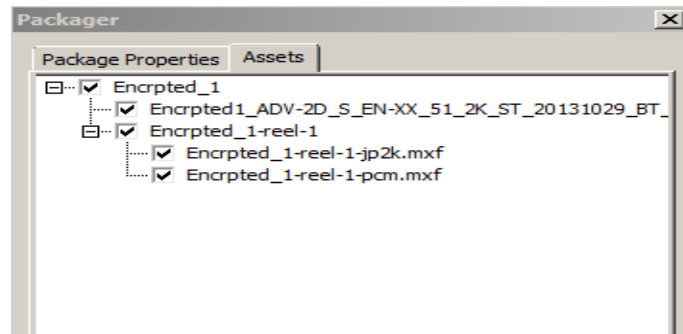 Packager
Package Properties Assets
Encrpted_1
Encrpted1_ADV-2D_S_EN-XX_51_2K_ST_20131029_BT_
Encrpted_1-reel-1
Encrpted_1-reel-1-jp2k.mxf
Encrpted_1-reel-1-pcm.mxf